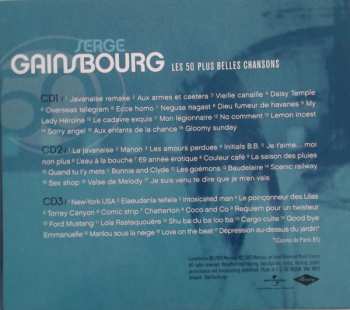 SERGE
GAINSBOURG LES 50 PLUS BELLES CHANSONS
CD1 / Javanaise remake Aux armes et caetera Vieille canaille Daisy Temple
Overseas telegram Ecce homo Negusa nagast Dieu fumeur de havanes My
Lady Héroïne Le cadavre exquis Mon légionnaire No comment Lemon incest
Sorry angel Aux enfants de la chance Gloomy sunday
CD2 / La javanaise Manon Les amours perdues Initials B.B. Je t'aime... moi
non plus L'eau à la bouche 69 année érotique Couleur café La saison des pluies
Quand tu t'y mets Bonnie and Clyde Les goémons Baudelaire Scenic railway
Sex shop Valse de Melody Je suis venu te dire que je m'en vais
CD3 / New-York USA Elaeudanla teïteïa Intoxicated man Le poinçonneur des Lilas
Torrey Canyon Comic strip Chatterton Coco and Co Requiem pour un twisteur
Ford Mustang Lola Rastaquouère Shu ba du ba loo ba Cargo culte Good bye
Emmanuelle Marilou sous la neige Love on the beat Dépression au-dessus du jardin*
*(Casino de Paris 85)